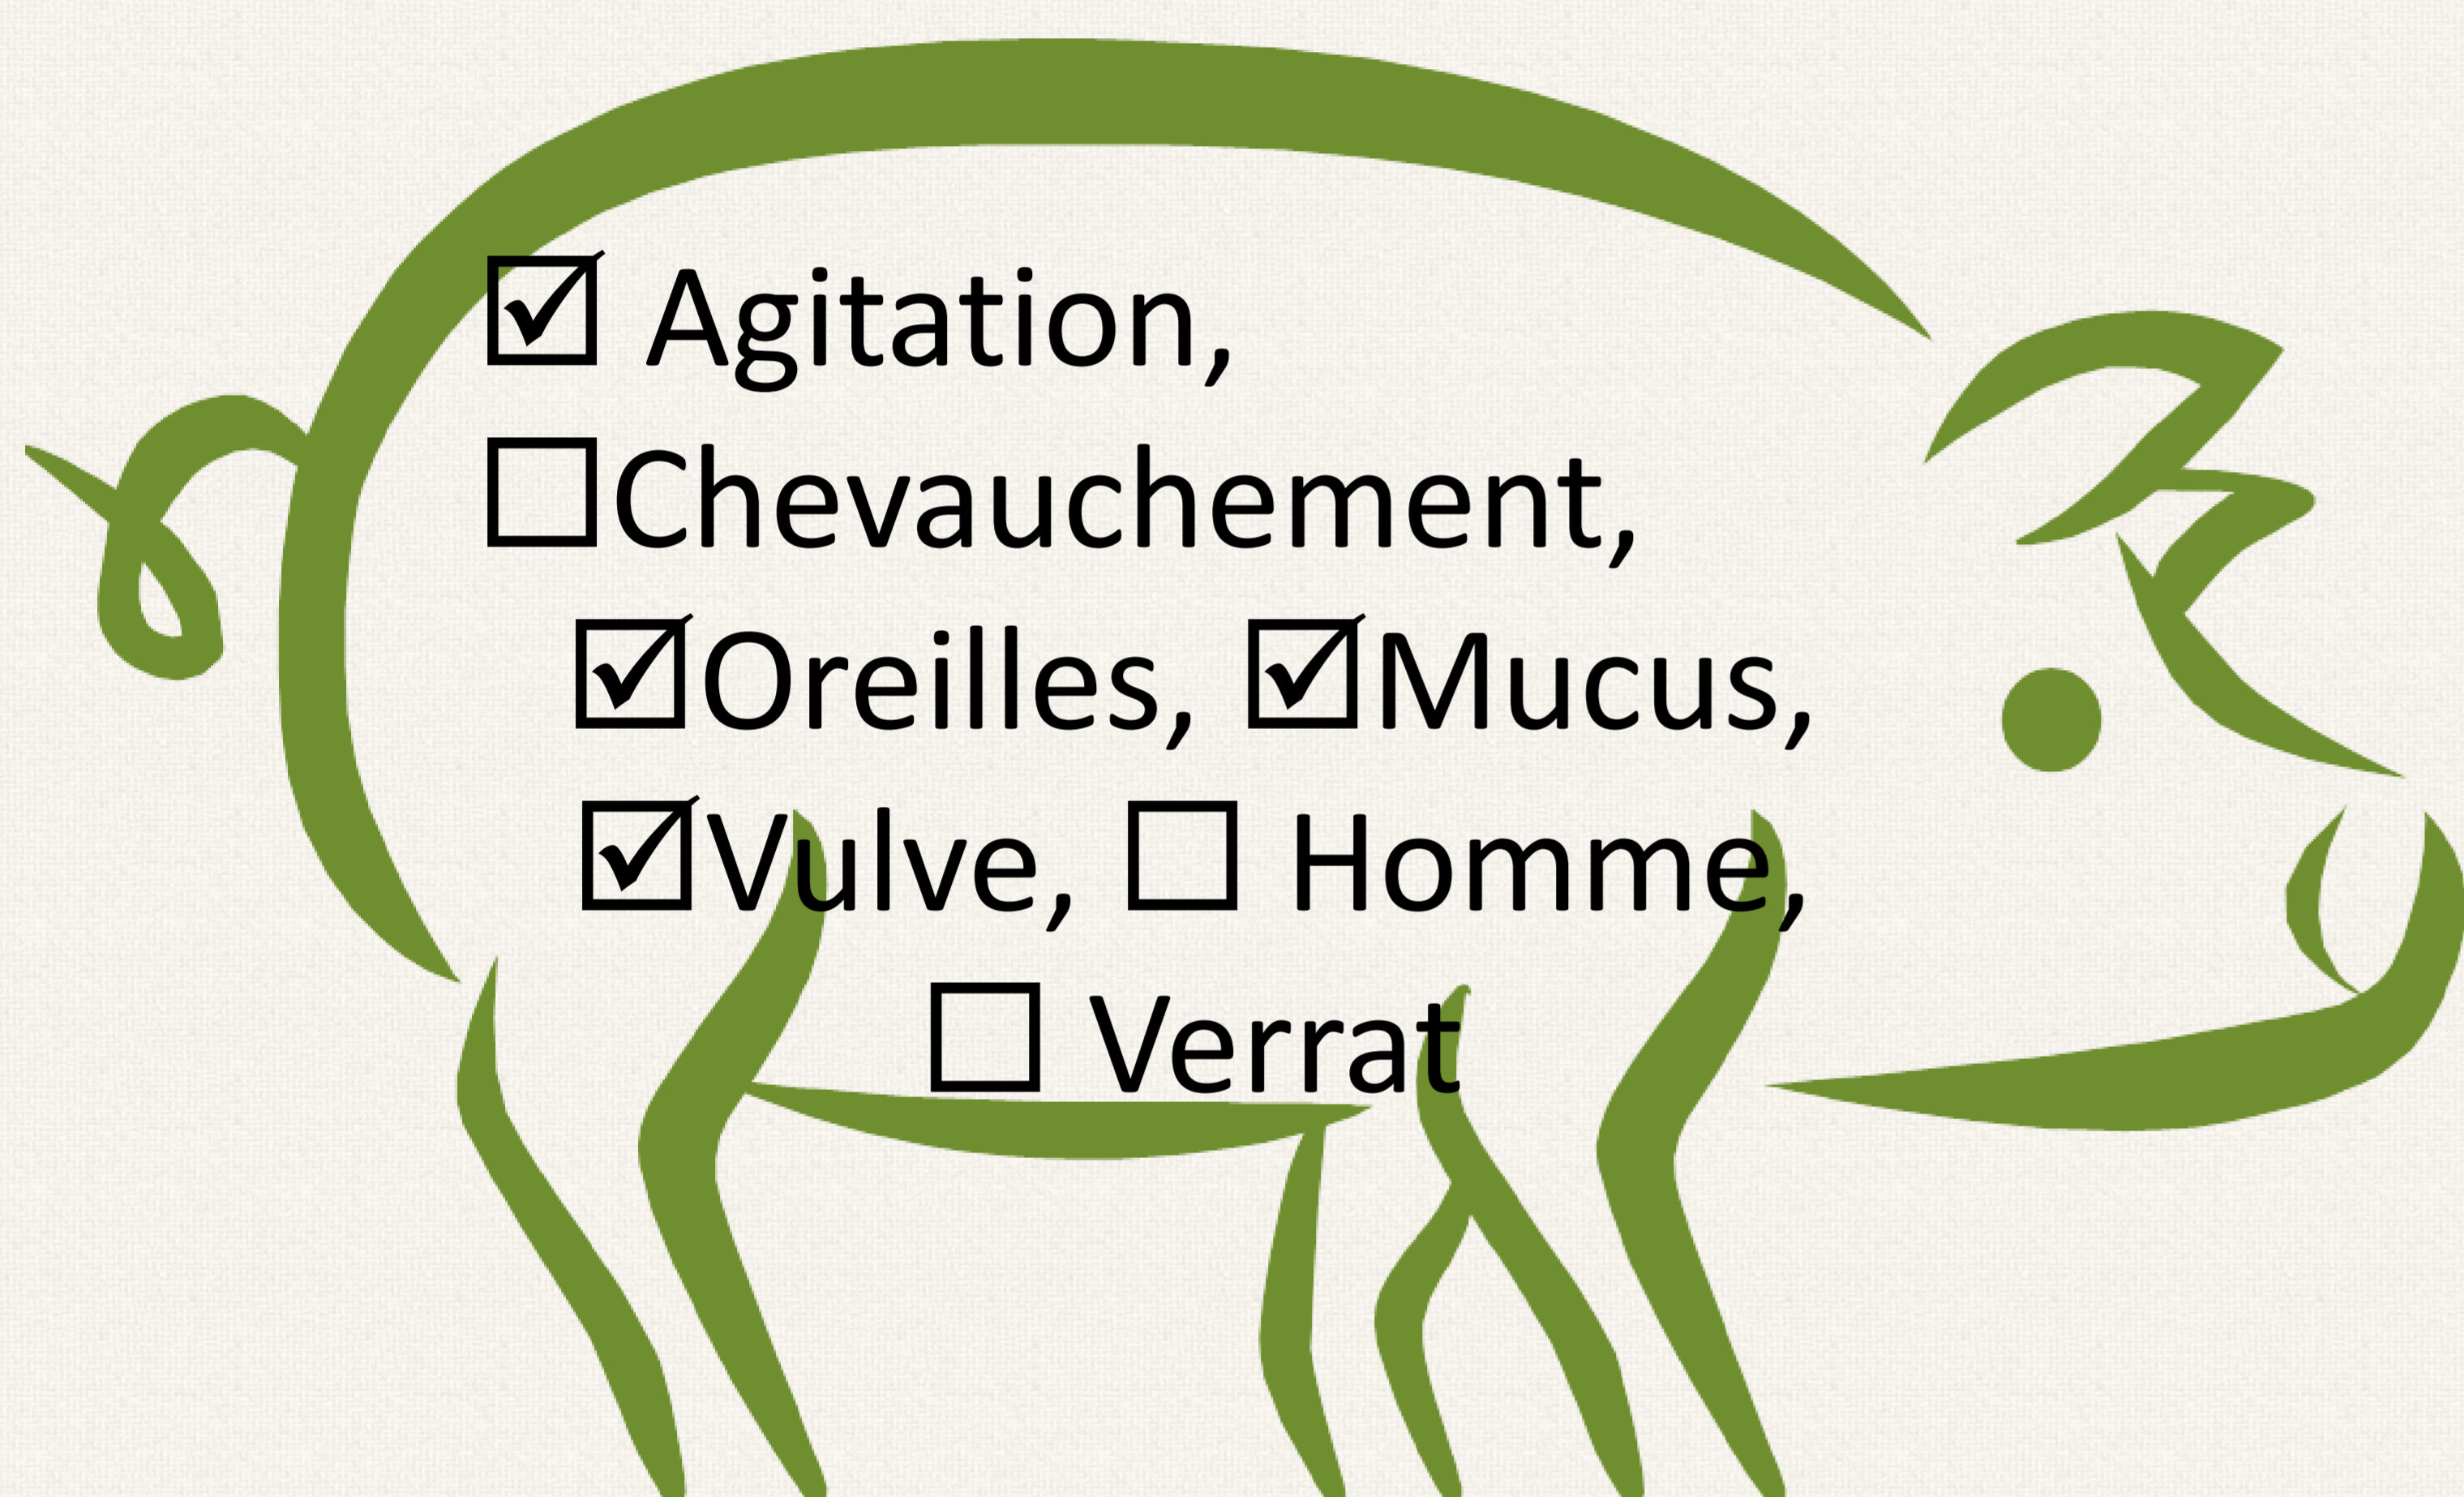 ☑ Agitation,
☐Chevauchement,
☑Oreilles, ☑Mucus,
☑Vulve, ☐ Homme,
☐ Verrat